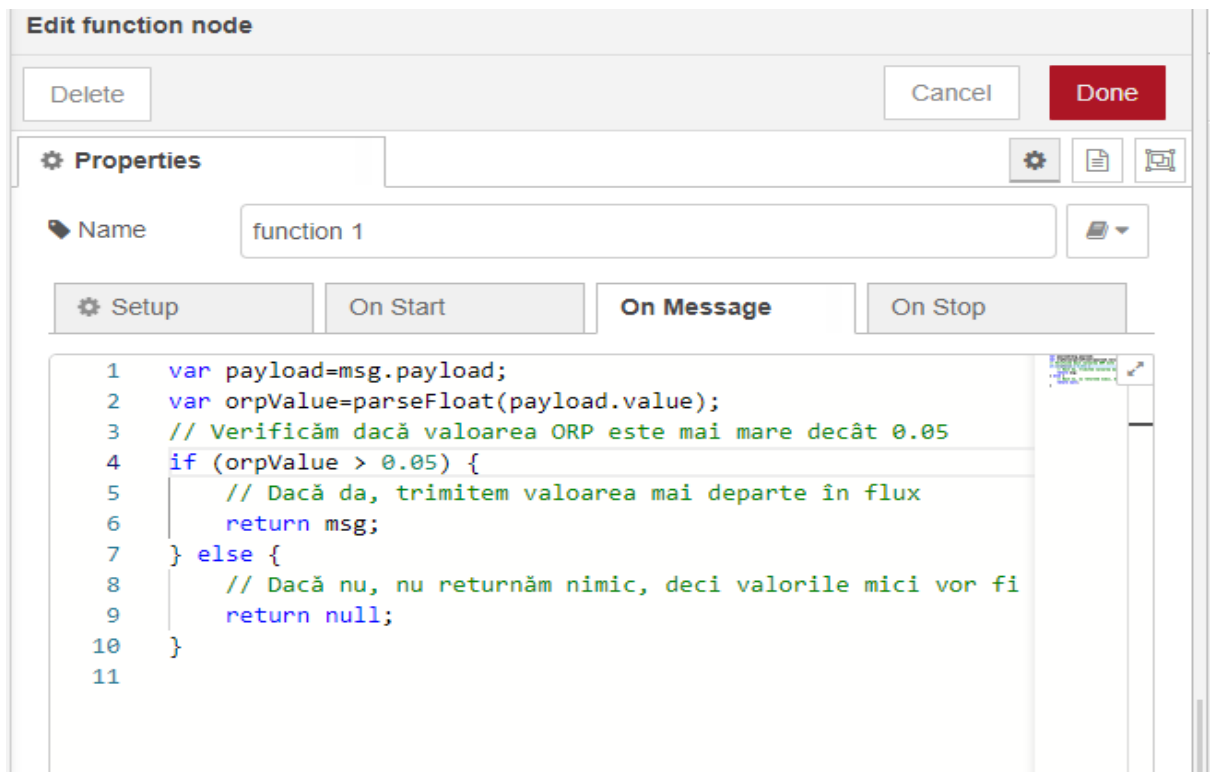 Edit function node
Delete Cancel Done
Properties
Name function 1
Setup On Start On Message On Stop
1 var payload=msg.payload;
2 var orpValue=parseFloat(payload.value);
3 // Verificăm dacă valoarea ORP este mai mare decât 0.05
4 if (orpValue > 0.05) {
5 // Dacă da, trimitem valoarea mai departe în flux
6 return msg;
7 } else {
8 // Dacă nu, nu returnăm nimic, deci valorile mici vor fi
9 return null;
10 }
11